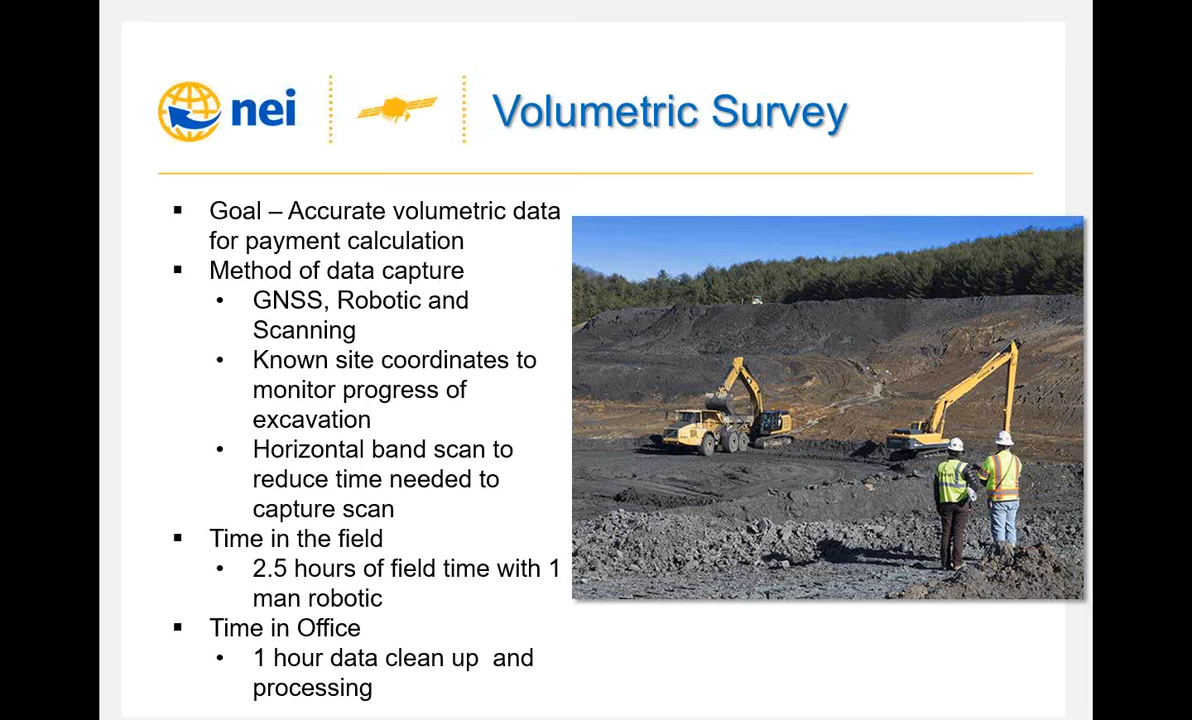 nei
Volumetric Survey
▪ Goal – Accurate volumetric data
for payment calculation
▪ Method of data capture
• GNSS, Robotic and
Scanning
• Known site coordinates to
monitor progress of
excavation
• Horizontal band scan to
reduce time needed to
capture scan
▪ Time in the field
• 2.5 hours of field time with 1
man robotic
▪ Time in Office
• 1 hour data clean up  and
processing